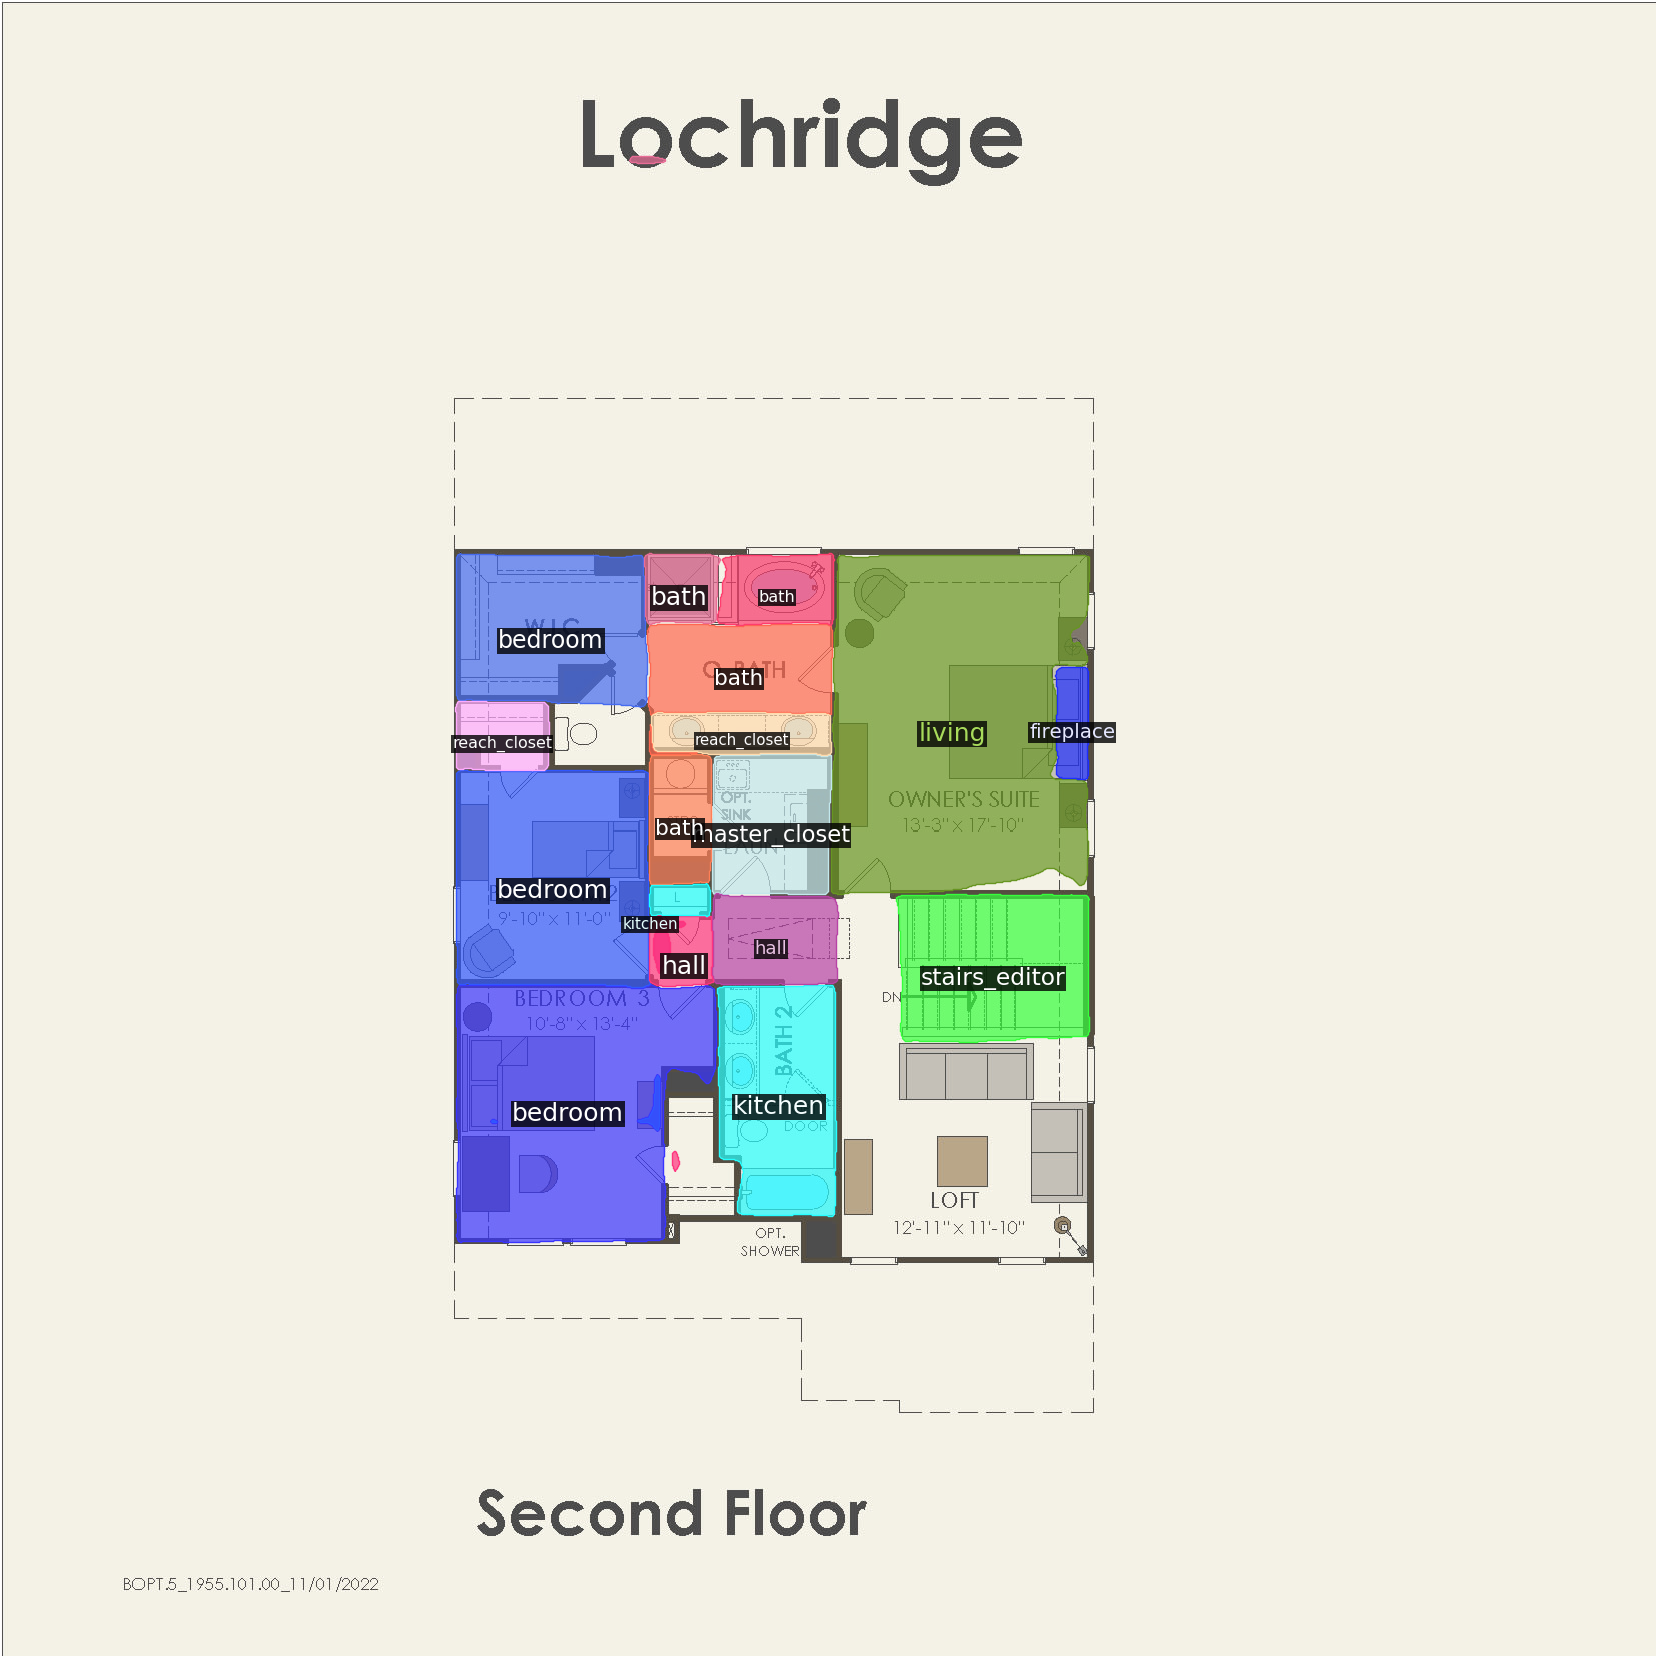 Lochridge
W.I.C.
bedroom
bath
bath
O. BATH
bath
reach_closet
reach_closet
living
fireplace
OPT.
SINK
OWNER'S SUITE
13'-3" x 17'-10"
bath
master_closet
bedroom
9'-10" x 11'-0"
L
kitchen
hall
hall
stairs_editor
DN
BEDROOM 3
10'-8" x 13'-4"
BATH 2
bedroom
kitchen
DOOR
LOFT
12'-11" x 11'-10"
OPT.
SHOWER
Second Floor
BOPT.5_1955.101.00_11/01/2022